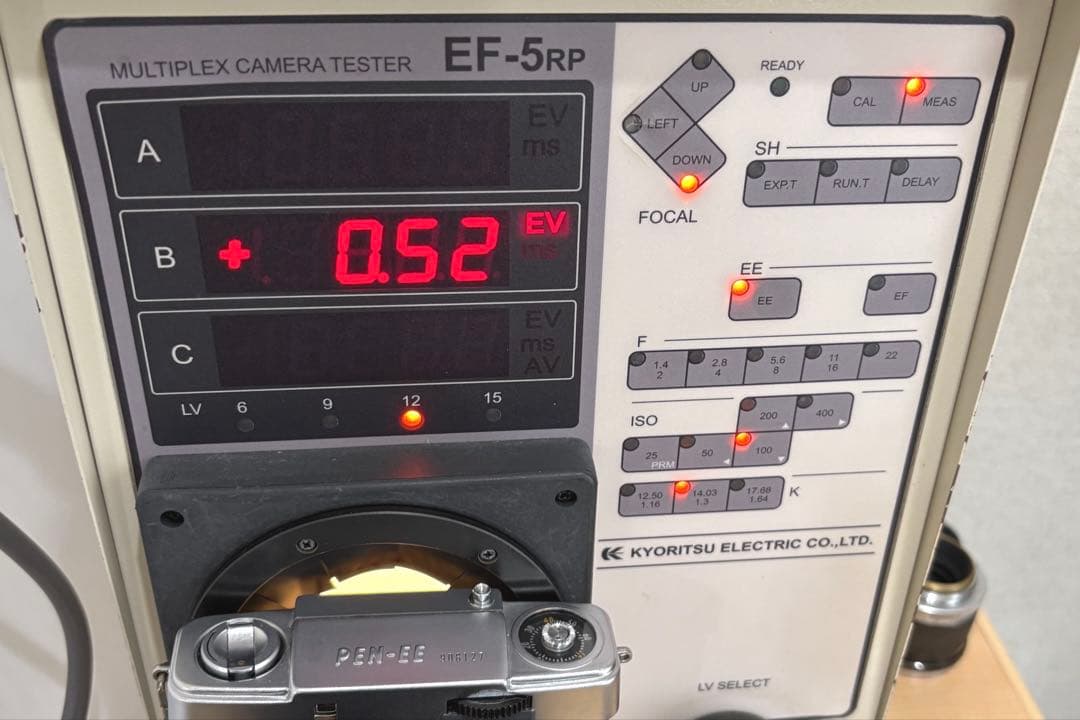 MULTIPLEX CAMERA TESTER EF-5RP
A EV
ms
B + 0.52 EV
ms
C EV
ms
AV
LV 6 9 12 15
UP
LEFT
DOWN
FOCAL
READY
CAL MEAS
SH
EXP.T RUN.T DELAY
EE
EE EF
F
1.4 2.8 5.6 11 22
2 4 8 16
ISO
200 400
25 50 100
PRM
12.50 14.03 17.68 K
1.16 1.3 1.64
KYORITSU ELECTRIC CO.,LTD.
PEN-EE 906127
LV SELECT